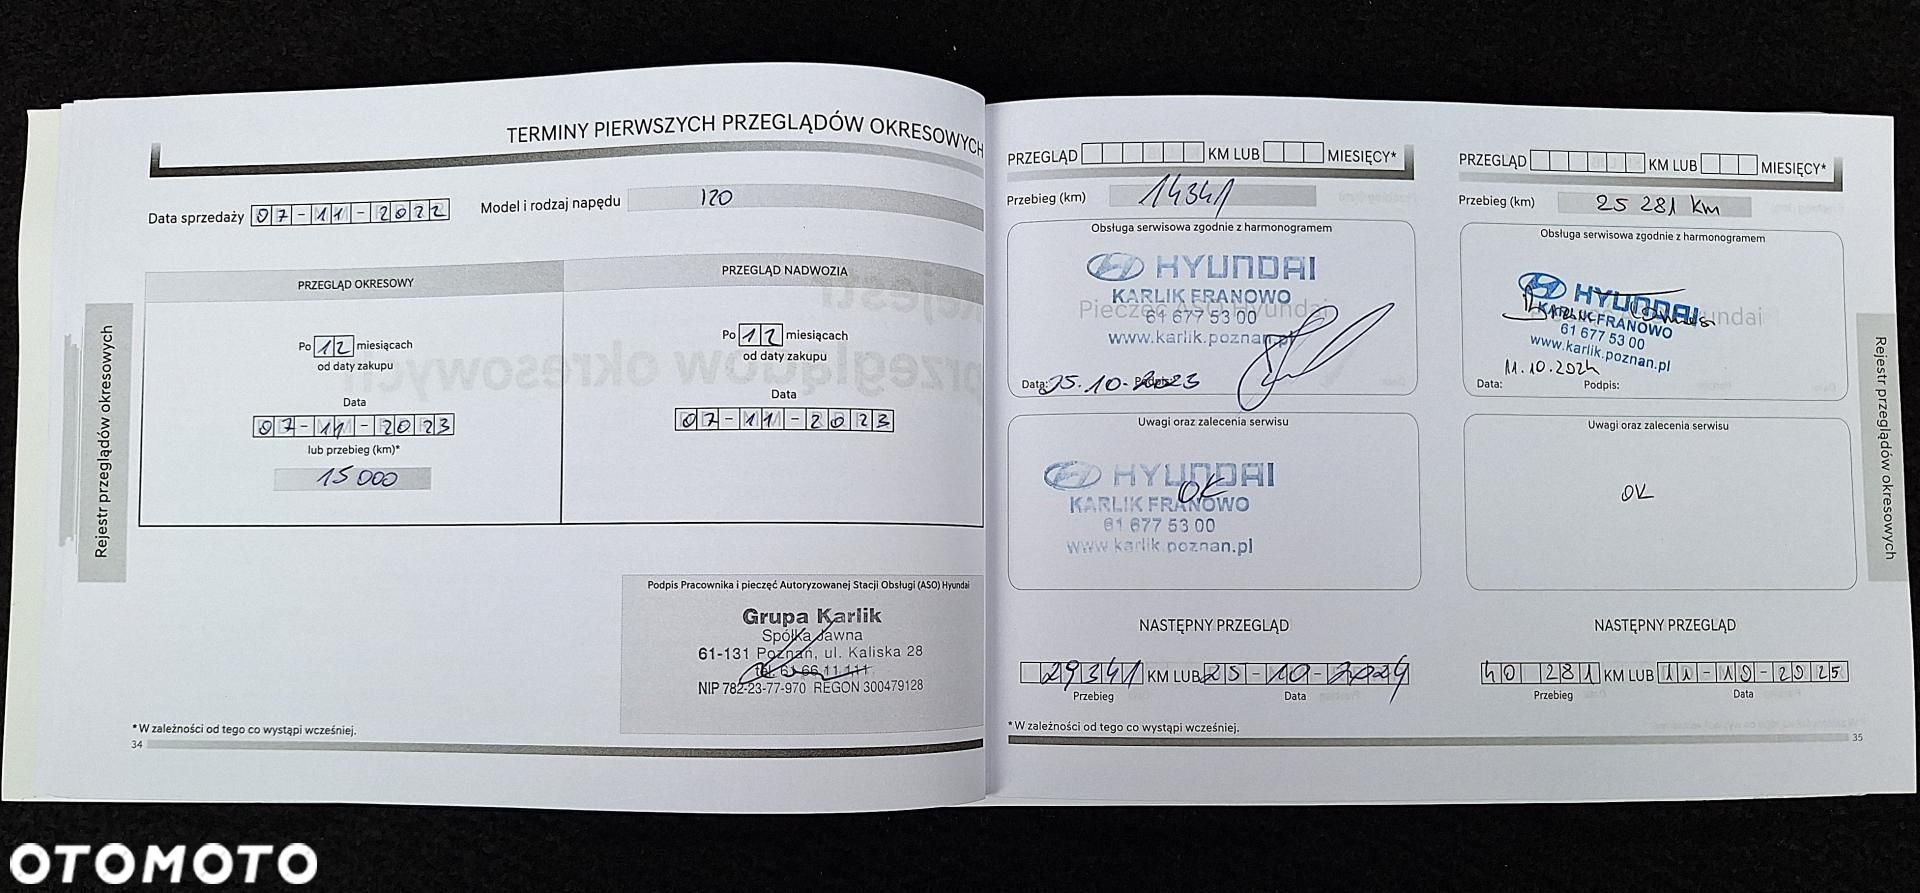 TERMINY PIERWSZYCH PRZEGLĄDÓW OKRESOWYCH
Data sprzedaży 07-11-2022 Model i rodzaj napędu I20
PRZEGLĄD OKRESOWY
Po 12 miesiącach
od daty zakupu
Data
07-11-2023
lub przebieg (km)*
15 000
PRZEGLĄD NADWOZIA
Po 12 miesiącach
od daty zakupu
Data
07-11-2023
Podpis Pracownika i pieczęć Autoryzowanej Stacji Obsługi (ASO) Hyundai
Grupa Karlik
Spółka Jawna
61-131 Poznań, ul. Kaliska 28
tel. 61 66 11 111
NIP 782-23-77-970 REGON 300479128
*W zależności od tego co wystąpi wcześniej.
34
Rejestr przeglądów okresowych
PRZEGLĄD KM LUB MIESIĘCY*
Przebieg (km) 14341
Obsługa serwisowa zgodnie z harmonogramem
Pieczęć ASO Hyundai
HYUNDAI
KARLIK FRANOWO
61 677 53 00
www.karlik.poznan.pl
Data: 25.10.2023 Podpis:
Uwagi oraz zalecenia serwisu
HYUNDAI
OK
KARLIK FRANOWO
61 677 53 00
www.karlik.poznan.pl
NASTĘPNY PRZEGLĄD
29341 KM LUB 25-10-2024
Przebieg Data
*W zależności od tego co wystąpi wcześniej.
PRZEGLĄD KM LUB MIESIĘCY*
Przebieg (km) 25 281 km
Obsługa serwisowa zgodnie z harmonogramem
HYUNDAI
KARLIK FRANOWO
61 677 53 00
www.karlik.poznan.pl
11.10.2024
Data: Podpis:
Uwagi oraz zalecenia serwisu
OK
NASTĘPNY PRZEGLĄD
40 281 KM LUB 11-10-2025
Przebieg Data
35
Rejestr przeglądów okresowych
OTOMOTO